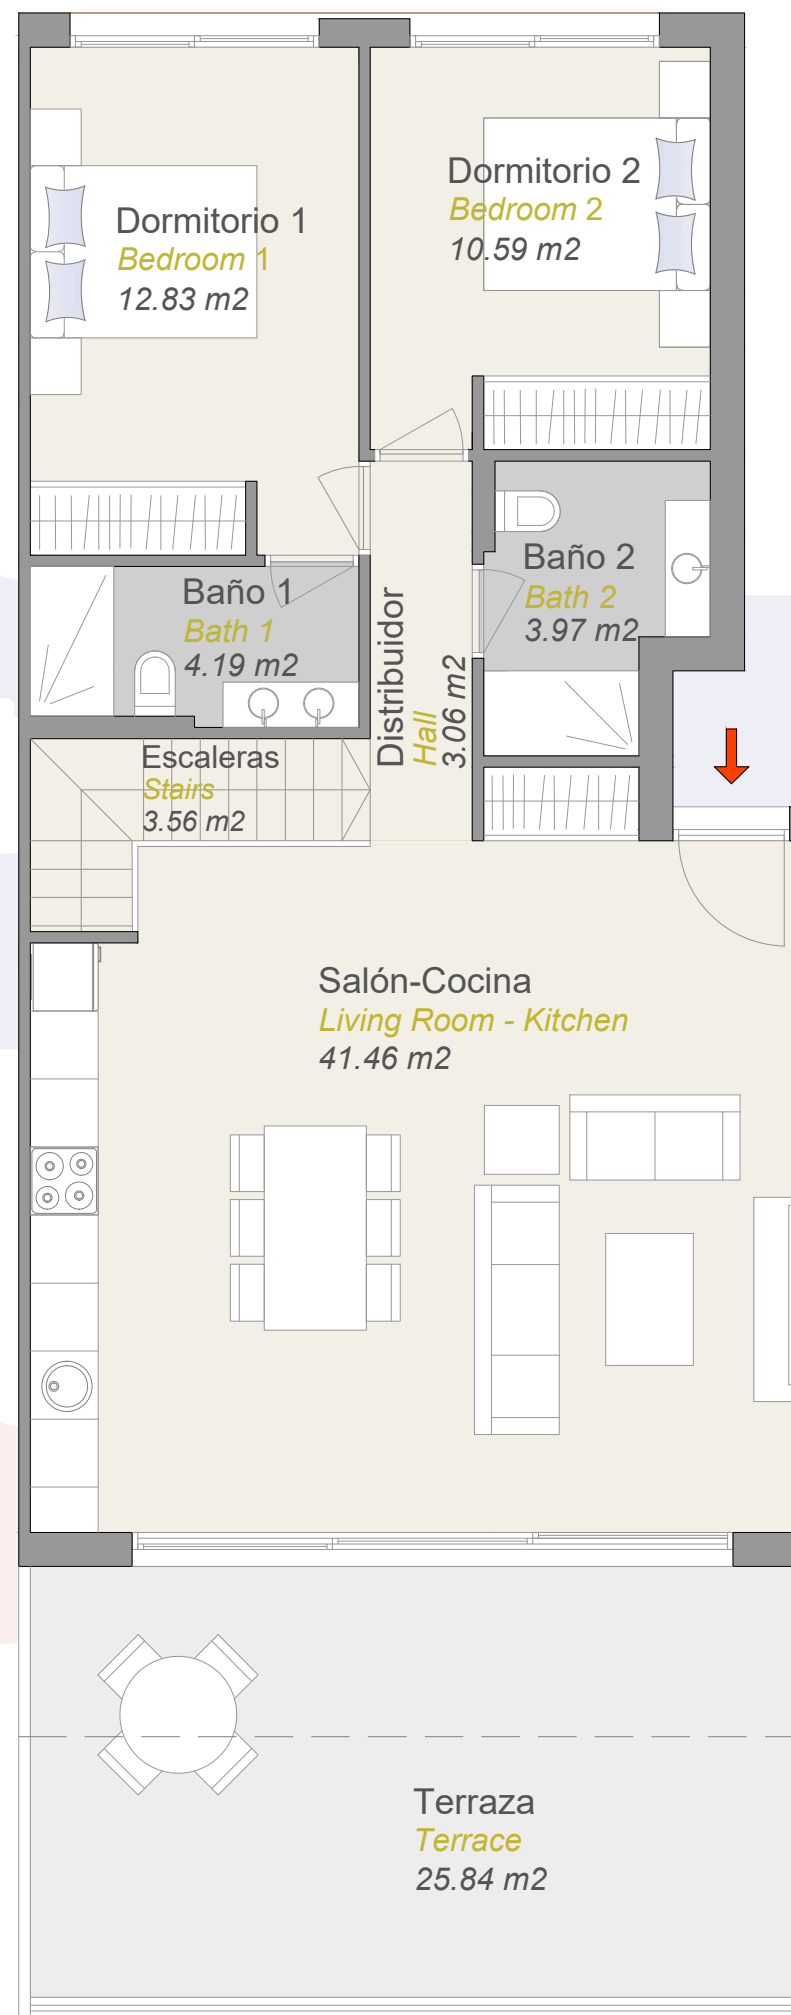 Dormitorio 1
Bedroom 1
12.83 m2
Dormitorio 2
Bedroom 2
10.59 m2
Baño 1
Bath 1
4.19 m2
Baño 2
Bath 2
3.97 m2
Distribuidor
Hall
3.06 m2
Escaleras
Stairs
3.56 m2
Salón-Cocina
Living Room - Kitchen
41.46 m2
Terraza
Terrace
25.84 m2